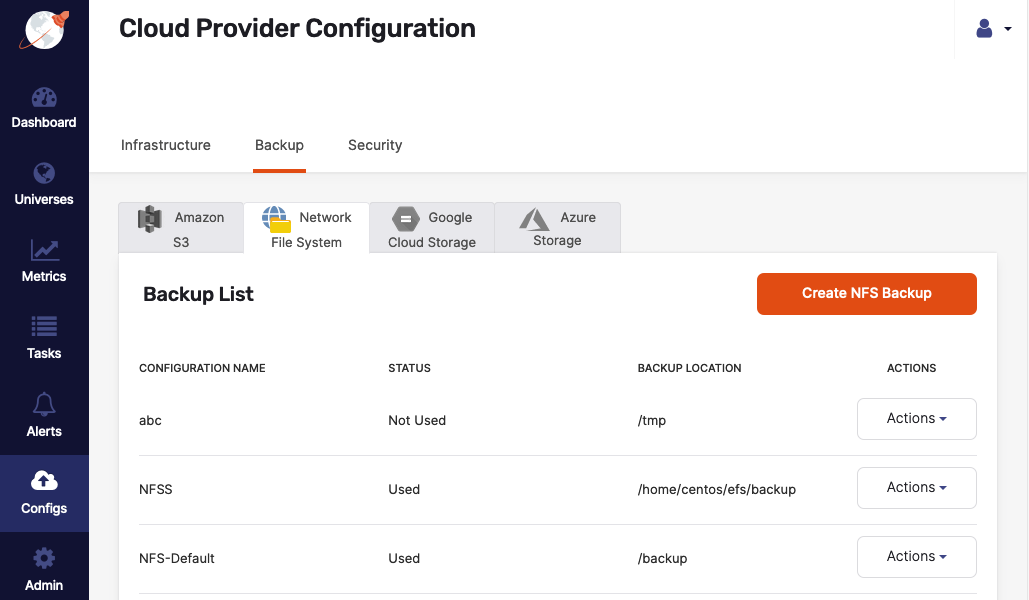 Cloud Provider Configuration
Dashboard
Universes
Metrics
Tasks
Alerts
Configs
Admin
Infrastructure
Backup
Security
Amazon
S3
Network
File System
Google
Cloud Storage
Azure
Storage
Backup List
Create NFS Backup
CONFIGURATION NAME STATUS BACKUP LOCATION ACTIONS
abc Not Used /tmp Actions
NFSS Used /home/centos/efs/backup Actions
NFS-Default Used /backup Actions